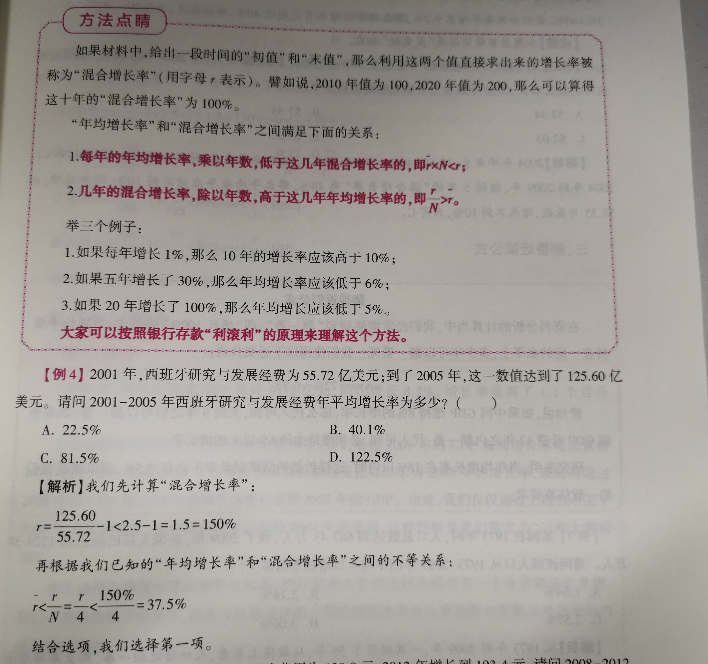 方法点睛
如果材料中,给出一段时间的“初值”和“末值”,那么利用这两个值直接求出来的增长率被
称为“混合增长率”(用字母 r 表示)。譬如说,2010 年值为 100,2020 年值为 200,那么可以算得
这十年的“混合增长率”为 100%。
“年均增长率”和“混合增长率”之间满足下面的关系:
1.每年的年均增长率,乘以年数,低于这几年混合增长率的,即r̄×N<r;
2.几年的混合增长率,除以年数,高于这几年年均增长率的,即 r/N>r̄。
举三个例子:
1.如果每年增长 1%,那么 10 年的增长率应该高于 10%;
2.如果五年增长了 30%,那么年均增长率应该低于 6%;
3.如果 20 年增长了 100%,那么年均增长应该低于 5%。
大家可以按照银行存款“利滚利”的原理来理解这个方法。
【例 4】2001 年,西班牙研究与发展经费为 55.72 亿美元;到了 2005 年,这一数值达到了 125.60 亿
美元。请问 2001-2005 年西班牙研究与发展经费年平均增长率为多少? ( )
A. 22.5% B. 40.1%
C. 81.5% D. 122.5%
【解析】我们先计算“混合增长率”:
r=125.60/55.72-1<2.5-1=1.5=150%
再根据我们已知的“年均增长率”和“混合增长率”之间的不等关系:
r̄<r/N=r/4<150%/4=37.5%
结合选项,我们选择第一项。